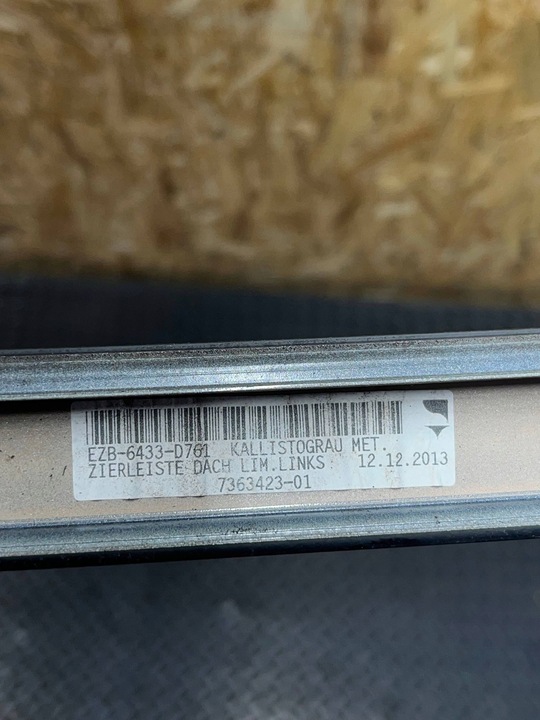 EZB-6433-D761 KALLISTOGRAU MET.
ZIERLEISTE DACH LIM.LINKS 12.12.2013
7363423-01